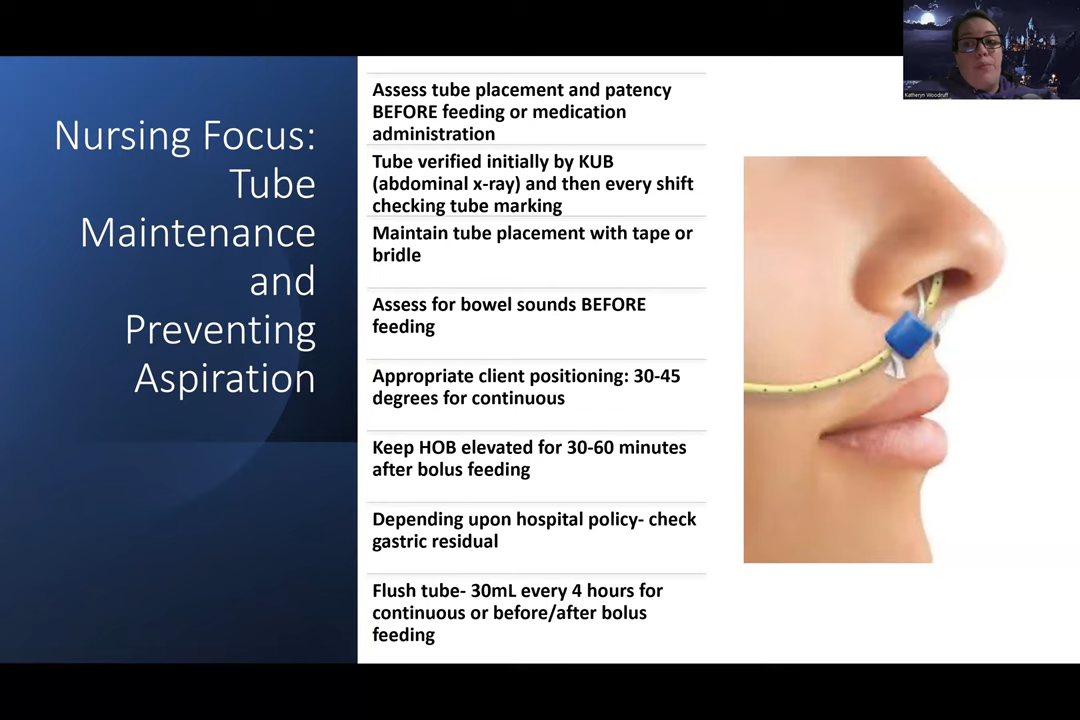 Nursing Focus:
Tube
Maintenance
and
Preventing
Aspiration
Assess tube placement and patency
BEFORE feeding or medication
administration
Tube verified initially by KUB
(abdominal x-ray) and then every shift
checking tube marking
Maintain tube placement with tape or
bridle
Assess for bowel sounds BEFORE
feeding
Appropriate client positioning: 30-45
degrees for continuous
Keep HOB elevated for 30-60 minutes
after bolus feeding
Depending upon hospital policy- check
gastric residual
Flush tube- 30mL every 4 hours for
continuous or before/after bolus
feeding
Katheryn Woodruff